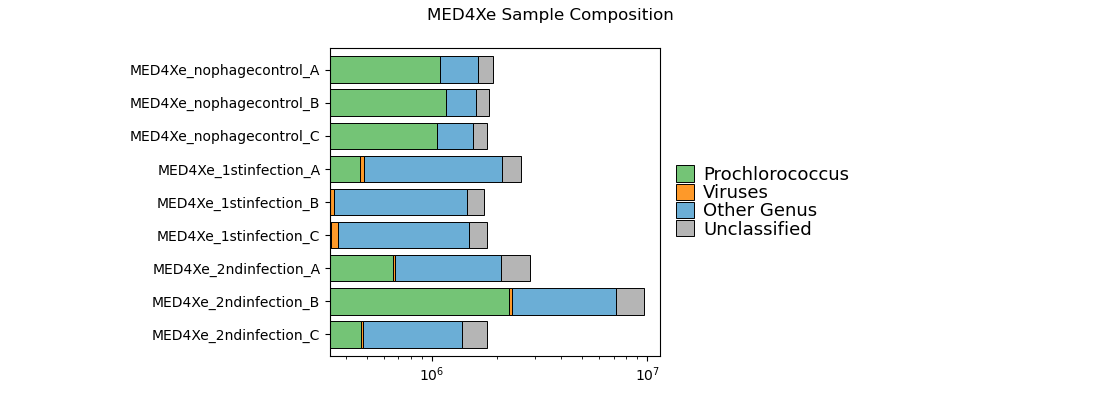 MED4Xe Sample Composition
MED4Xe_nophagecontrol_A
MED4Xe_nophagecontrol_B
MED4Xe_nophagecontrol_C
MED4Xe_1stinfection_A
MED4Xe_1stinfection_B
MED4Xe_1stinfection_C
MED4Xe_2ndinfection_A
MED4Xe_2ndinfection_B
MED4Xe_2ndinfection_C
Prochlorococcus
Viruses
Other Genus
Unclassified
10⁶ 10⁷